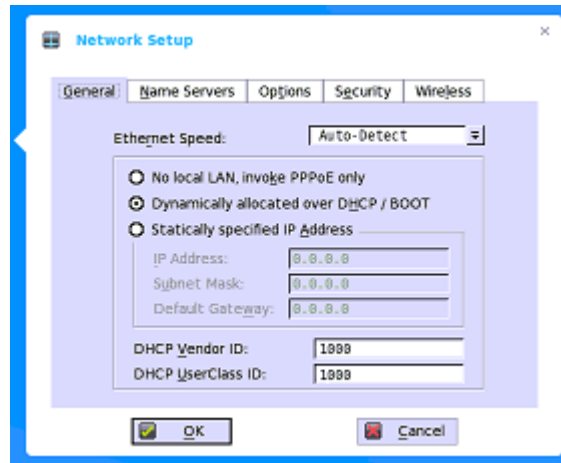 Network Setup
General Name Servers Options Security Wireless
Ethernet Speed: Auto-Detect
No local LAN, invoke PPPoE only
Dynamically allocated over DHCP / BOOT
Statically specified IP Address
IP Address: 0.0.0.0
Subnet Mask: 0.0.0.0
Default Gateway: 0.0.0.0
DHCP Vendor ID: 1000
DHCP UserClass ID: 1000
OK Cancel